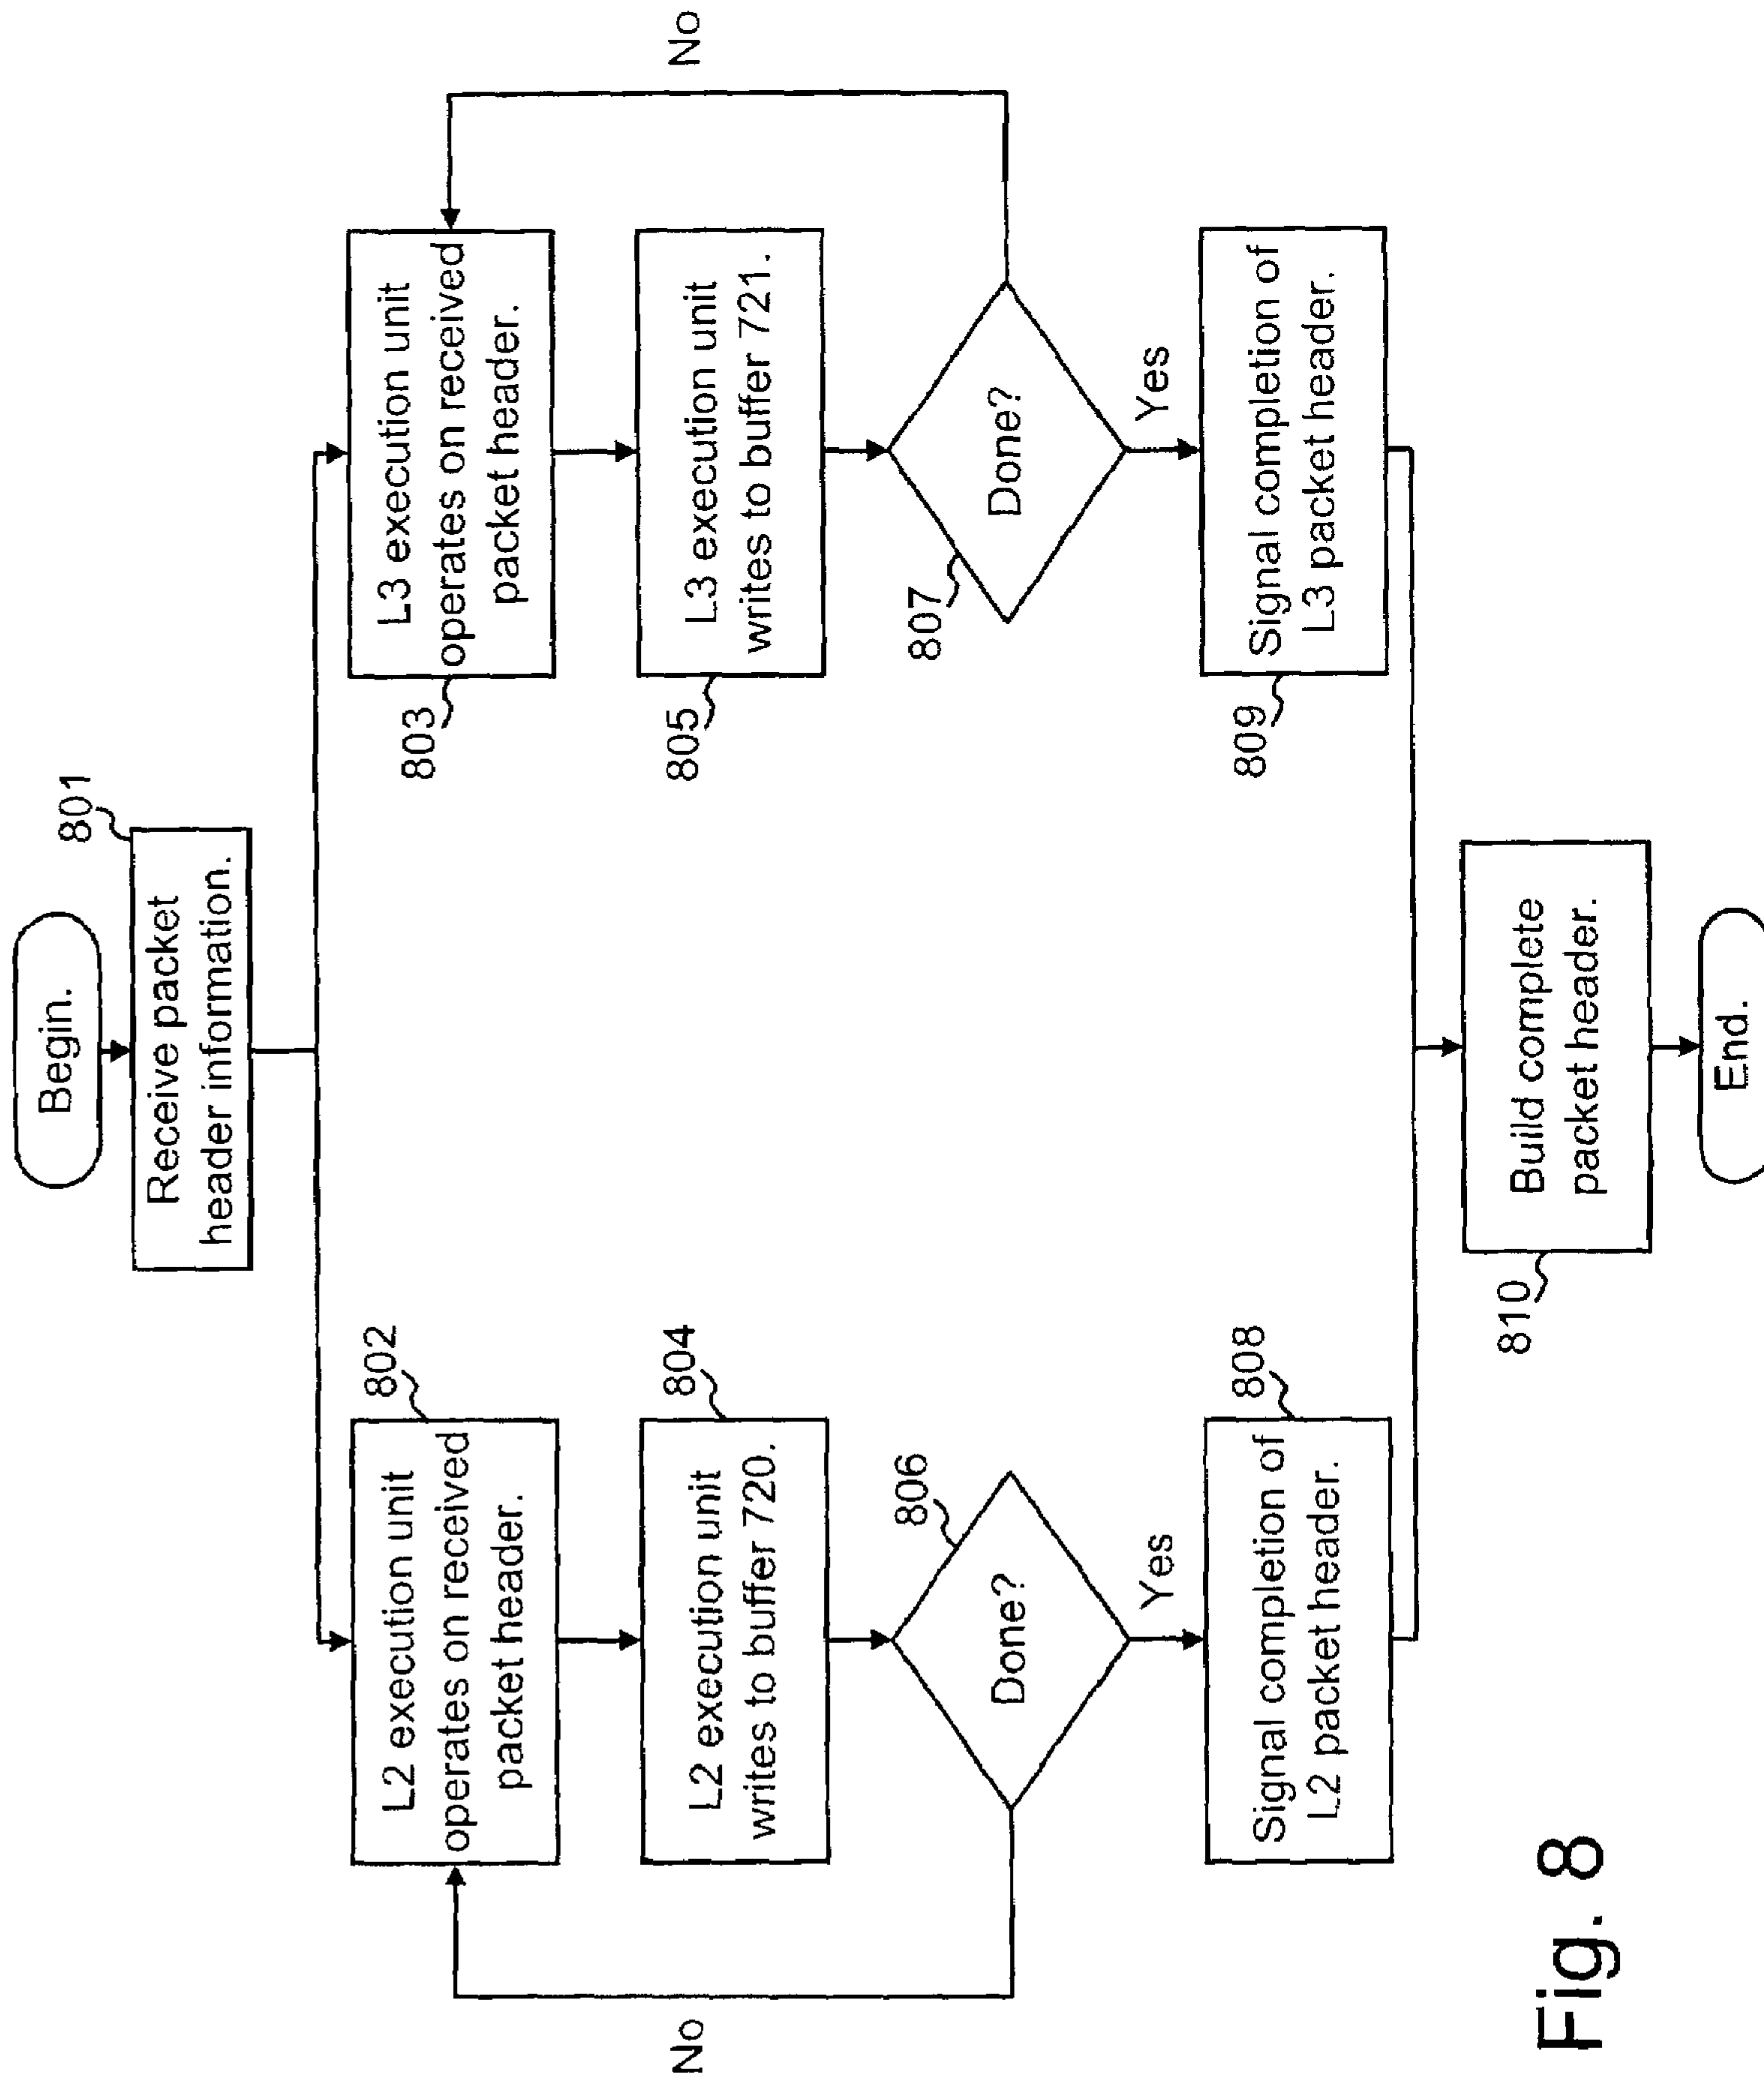 Begin.
801
Receive packet
header information.
802
L2 execution unit
operates on received
packet header.
803
L3 execution unit
operates on received
packet header.
804
L2 execution unit
writes to buffer 720.
805
L3 execution unit
writes to buffer 721.
No
806
Done?
Yes
807
Done?
No
Yes
808
Signal completion of
L2 packet header.
809
Signal completion of
L3 packet header.
810
Build complete
packet header.
End.
Fig. 8